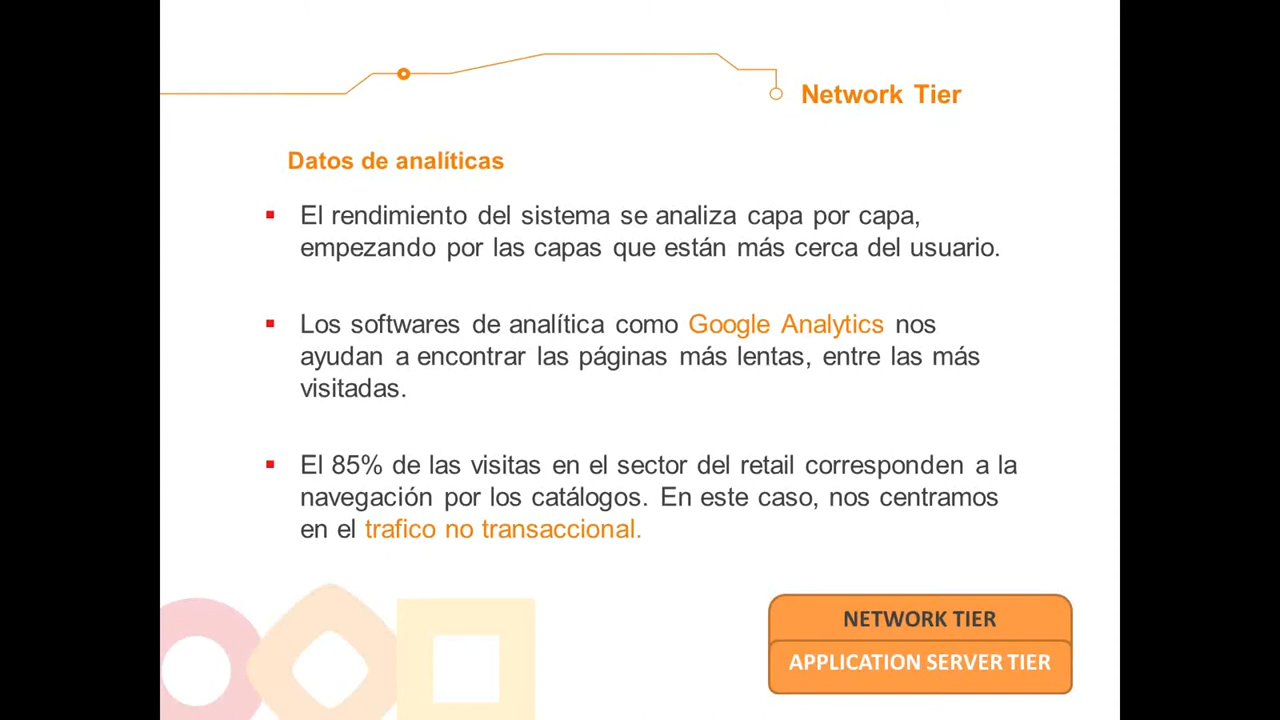 Network Tier
Datos de analíticas
El rendimiento del sistema se analiza capa por capa,
empezando por las capas que están más cerca del usuario.
Los softwares de analítica como Google Analytics nos
ayudan a encontrar las páginas más lentas, entre las más
visitadas.
El 85% de las visitas en el sector del retail corresponden a la
navegación por los catálogos. En este caso, nos centramos
en el trafico no transaccional.
NETWORK TIER
APPLICATION SERVER TIER